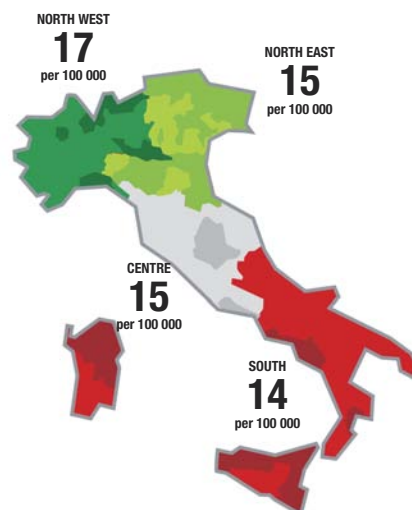 NORTH WEST
17
per 100 000
NORTH EAST
15
per 100 000
CENTRE
15
per 100 000
SOUTH
14
per 100 000